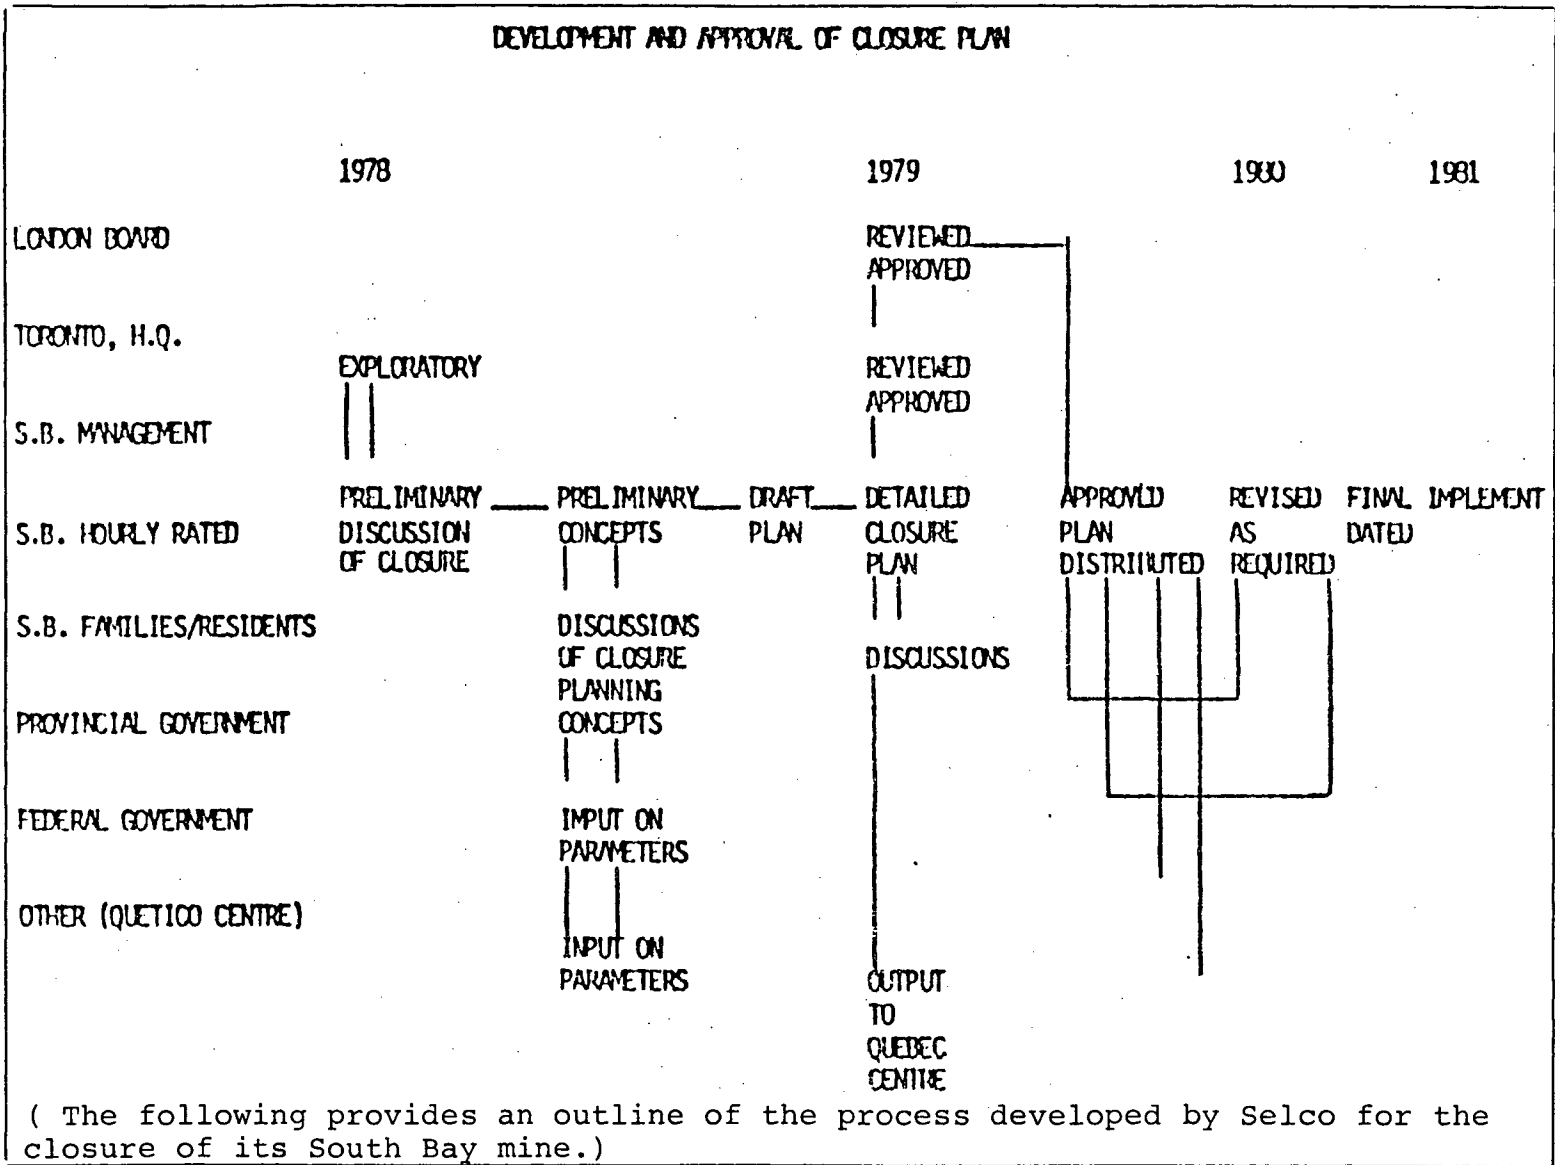 DEVELOPMENT AND APPROVAL OF CLOSURE PLAN
1978 1979 1980 1981
LONDON BOARD REVIEWED
APPROVED
TORONTO, H.Q.
EXPLORATORY REVIEWED
APPROVED
S.B. MANAGEMENT
PRELIMINARY PRELIMINARY DRAFT DETAILED APPROVED REVISED FINAL IMPLEMENT
S.B. HOURLY RATED DISCUSSION CONCEPTS PLAN CLOSURE PLAN AS DATED
OF CLOSURE PLAN DISTRIBUTED REQUIRED
S.B. FAMILIES/RESIDENTS DISCUSSIONS
OF CLOSURE DISCUSSIONS
PLANNING
PROVINCIAL GOVERNMENT CONCEPTS
FEDERAL GOVERNMENT IMPUT ON
PARAMETERS
OTHER (QUETICO CENTRE)
INPUT ON
PARAMETERS OUTPUT
TO
QUEBEC
CENTRE
( The following provides an outline of the process developed by Selco for the
closure of its South Bay mine.)